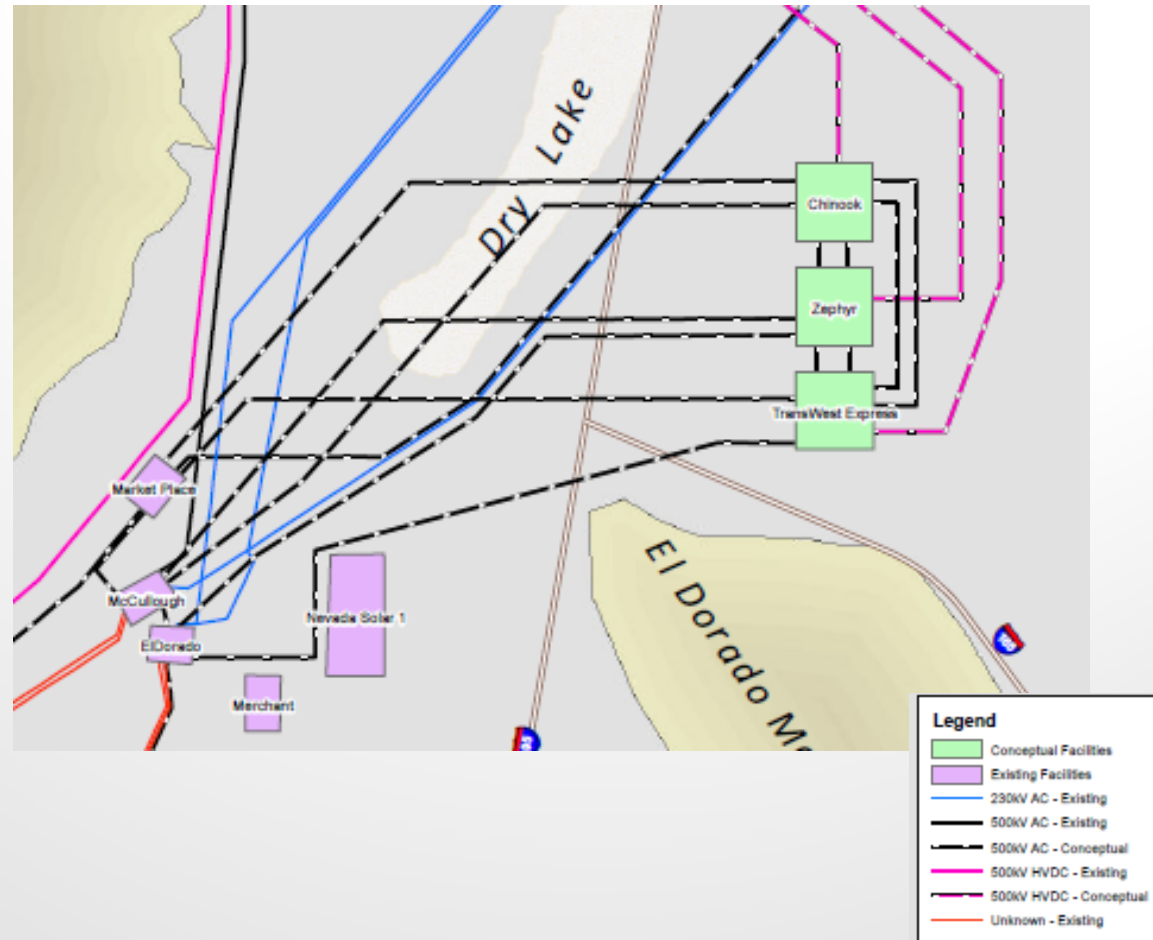 Dry Lake
Chinook
Zephyr
TransWest Express
Market Place
McCullough
ElDorado
Nevada Solar 1
Merchant
El Dorado Mo
Legend
Conceptual Facilities
Existing Facilities
230kV AC - Existing
500kV AC - Existing
500kV AC - Conceptual
500kV HVDC - Existing
500kV HVDC - Conceptual
Unknown - Existing